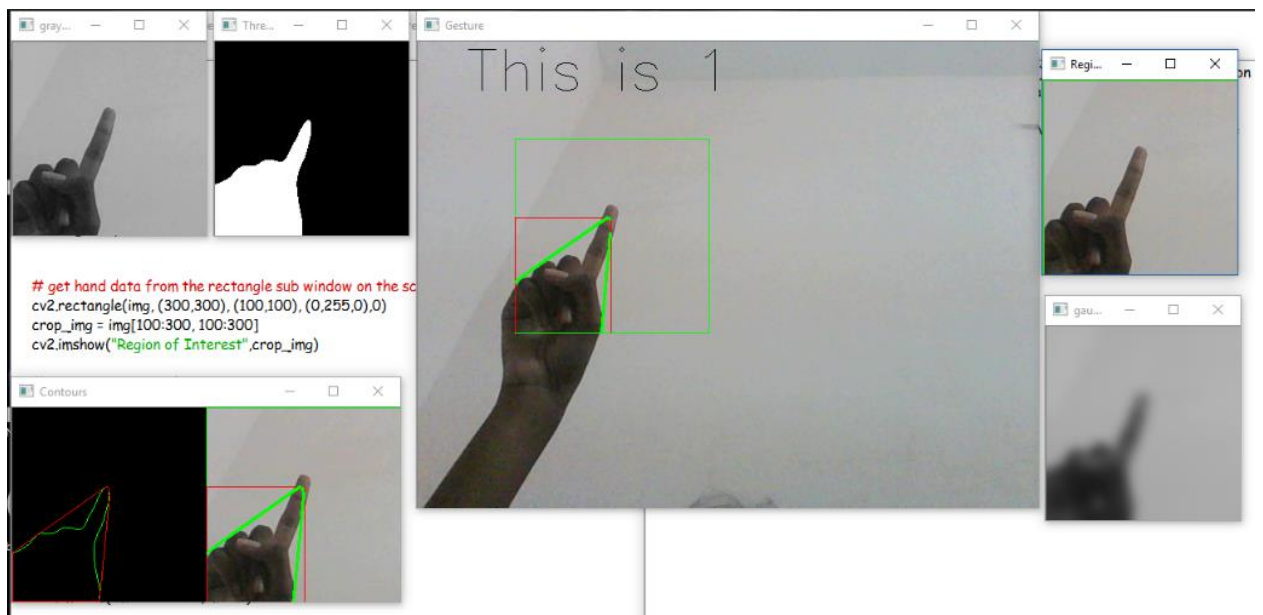 gray...
Thre...
Gesture
This is 1
Regi...
on
# get hand data from the rectangle sub window on the sc
cv2.rectangle(img, (300,300), (100,100), (0,255,0),0)
crop_img = img[100:300, 100:300]
cv2.imshow("Region of Interest",crop_img)
gau...
Contours